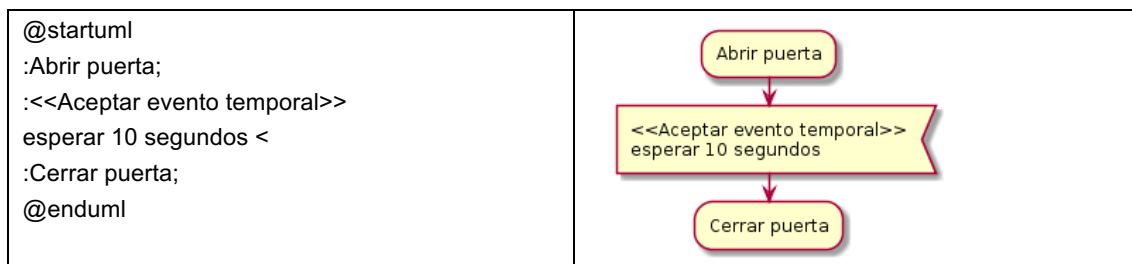 @startuml
:Abrir puerta;
:<<Aceptar evento temporal>>
esperar 10 segundos <
:Cerrar puerta;
@enduml
Abrir puerta
<<Aceptar evento temporal>>
esperar 10 segundos
Cerrar puerta